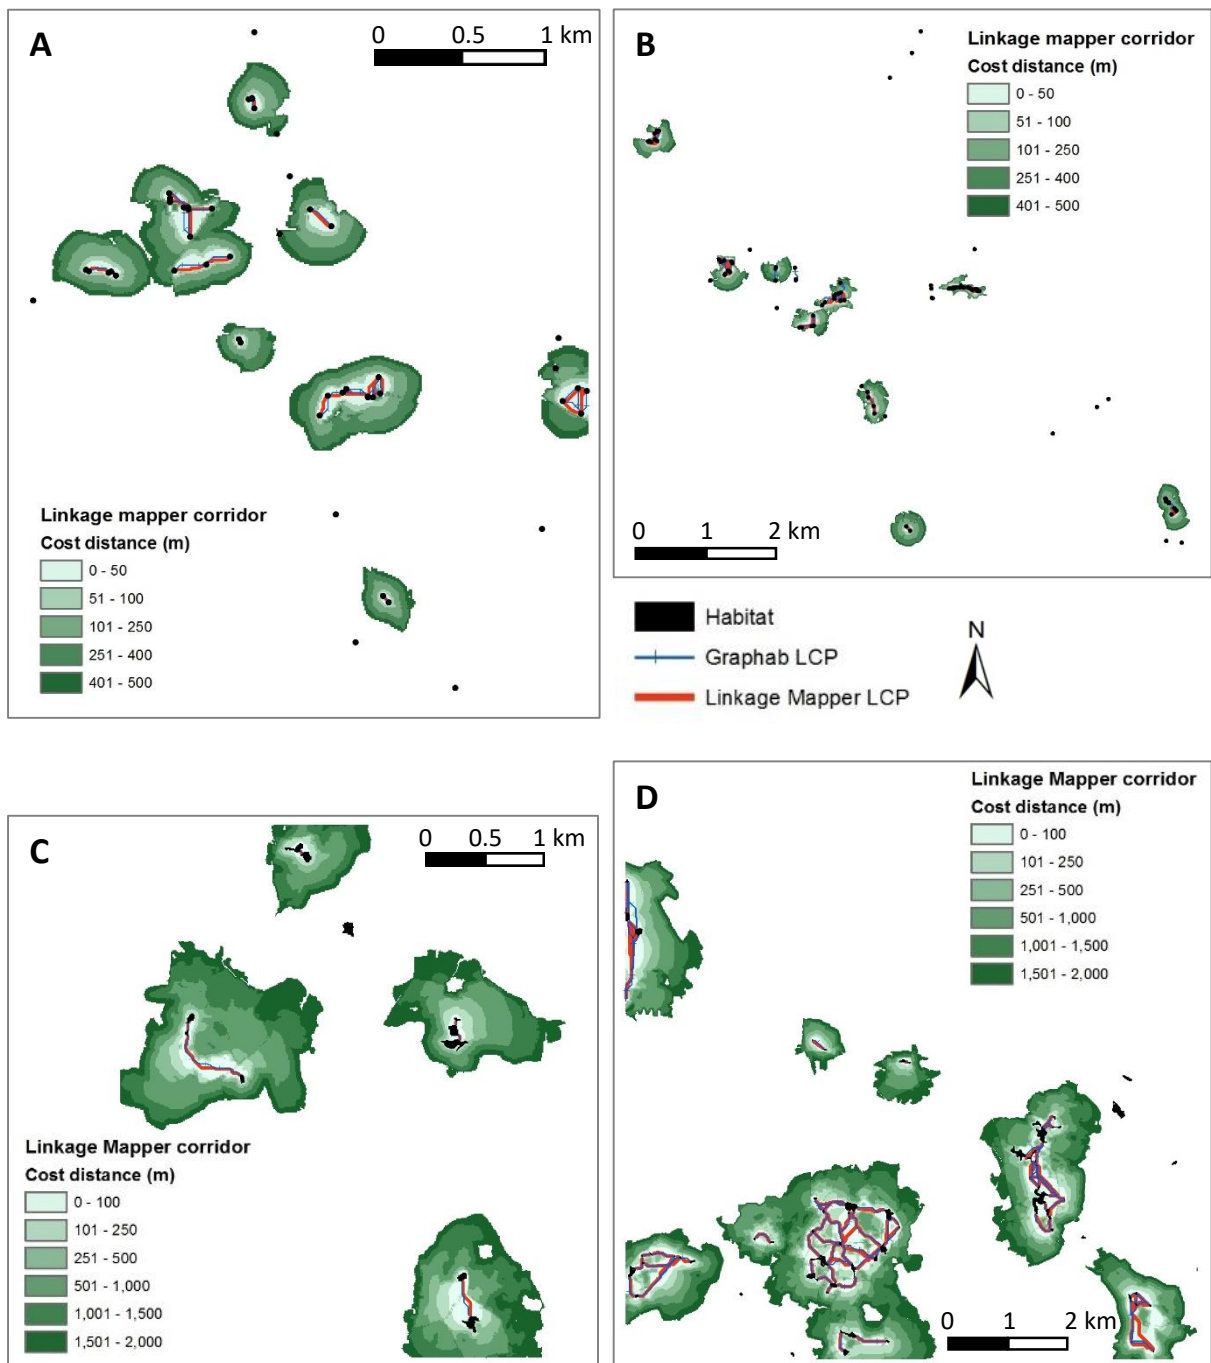 A
0 0.5 1 km
Linkage mapper corridor
Cost distance (m)
0 - 50
51 - 100
101 - 250
251 - 400
401 - 500
B
Linkage mapper corridor
Cost distance (m)
0 - 50
51 - 100
101 - 250
251 - 400
401 - 500
0 1 2 km
Habitat
Graphab LCP
Linkage Mapper LCP
N
C
0 0.5 1 km
Linkage Mapper corridor
Cost distance (m)
0 - 100
101 - 250
251 - 500
501 - 1,000
1,001 - 1,500
1,501 - 2,000
D
Linkage Mapper corridor
Cost distance (m)
0 - 100
101 - 250
251 - 500
501 - 1,000
1,001 - 1,500
1,501 - 2,000
0 1 2 km